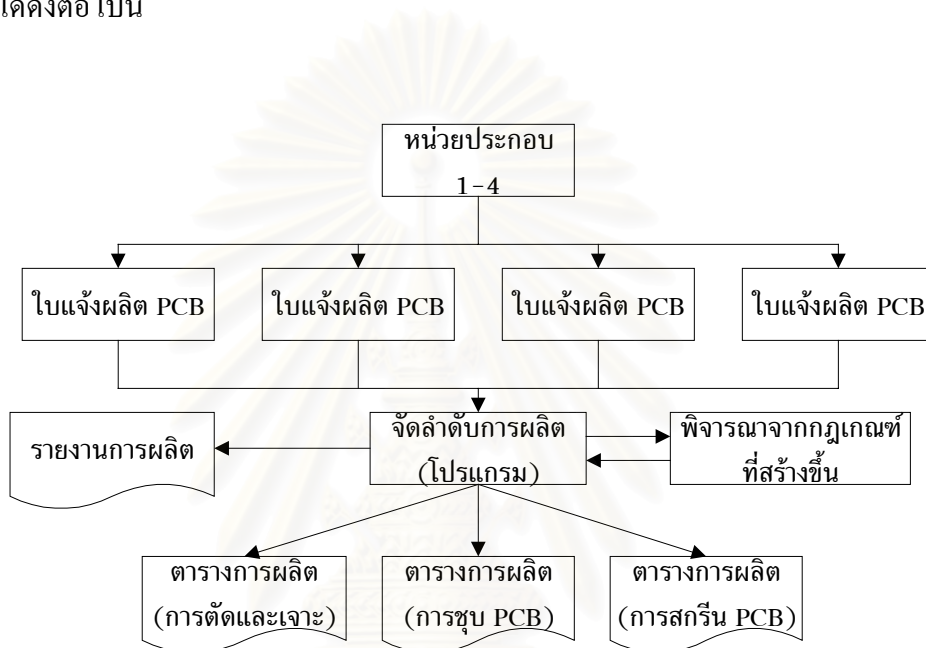 ได้ดังต่อไปนี้
หน่วยประกอบ
1-4
ใบแจ้งผลิต PCB
ใบแจ้งผลิต PCB
ใบแจ้งผลิต PCB
ใบแจ้งผลิต PCB
รายงานการผลิต
จัดลำดับการผลิต
(โปรแกรม)
พิจารณาจากกฎเกณฑ์
ที่สร้างขึ้น
ตารางการผลิต
(การตัดและเจาะ)
ตารางการผลิต
(การชุบ PCB)
ตารางการผลิต
(การสกรีน PCB)